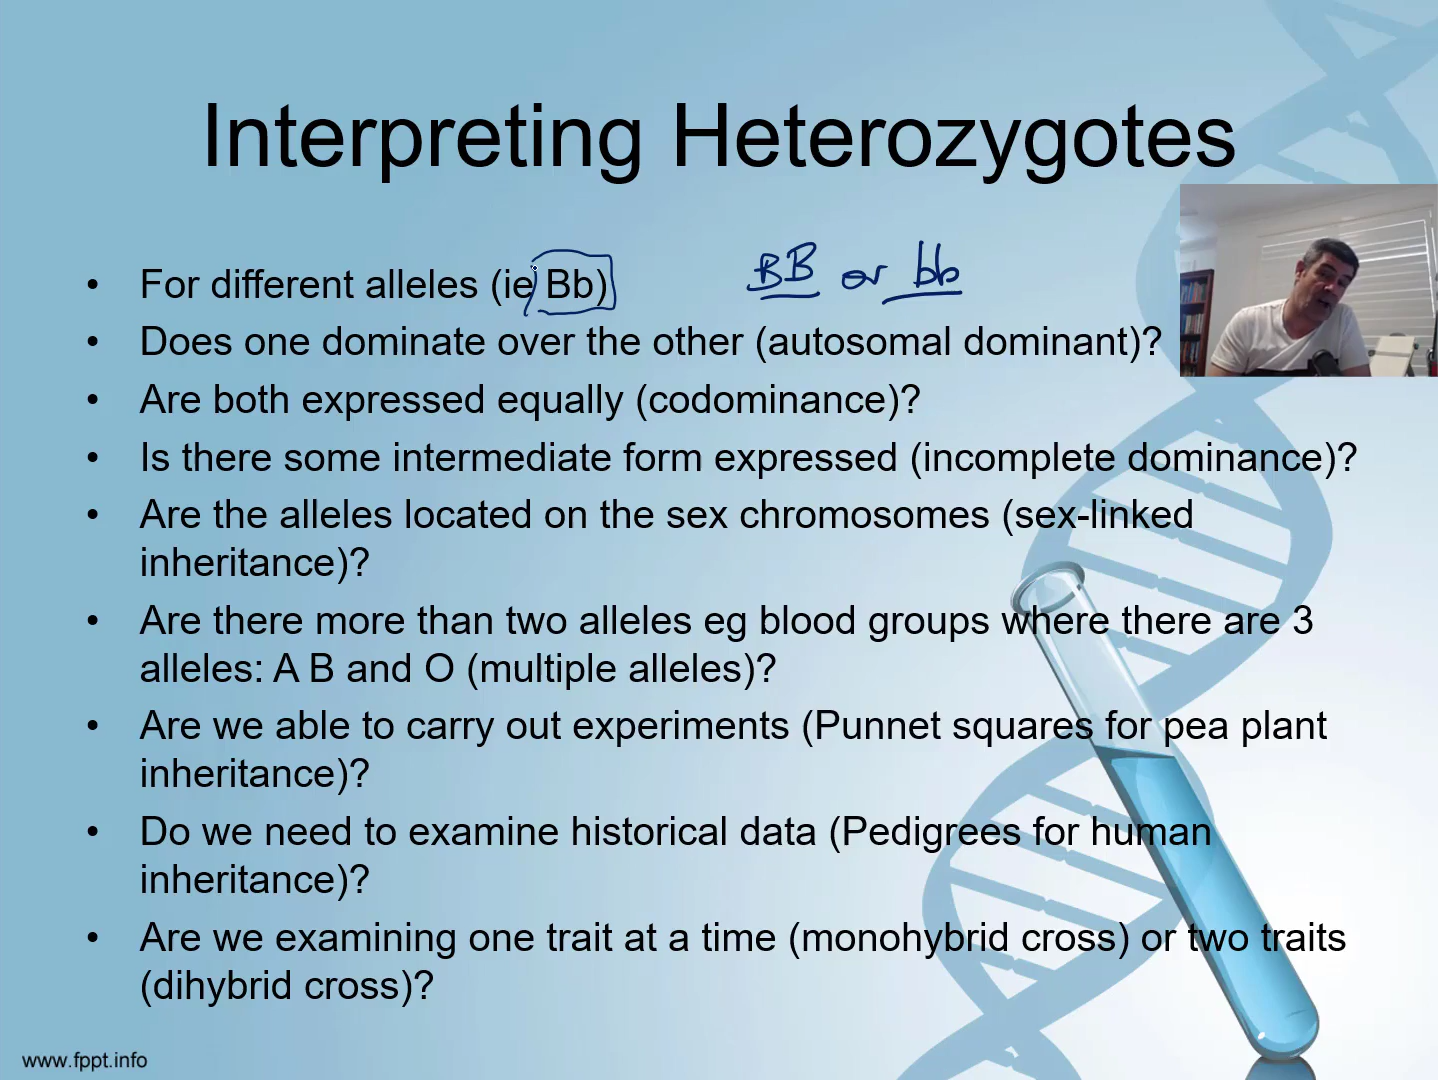 Interpreting Heterozygotes
• For different alleles (ie Bb) BB or bb
• Does one dominate over the other (autosomal dominant)?
• Are both expressed equally (codominance)?
• Is there some intermediate form expressed (incomplete dominance)?
• Are the alleles located on the sex chromosomes (sex-linked
inheritance)?
• Are there more than two alleles eg blood groups where there are 3
alleles: A B and O (multiple alleles)?
• Are we able to carry out experiments (Punnet squares for pea plant
inheritance)?
• Do we need to examine historical data (Pedigrees for human
inheritance)?
• Are we examining one trait at a time (monohybrid cross) or two traits
(dihybrid cross)?
www.fppt.info